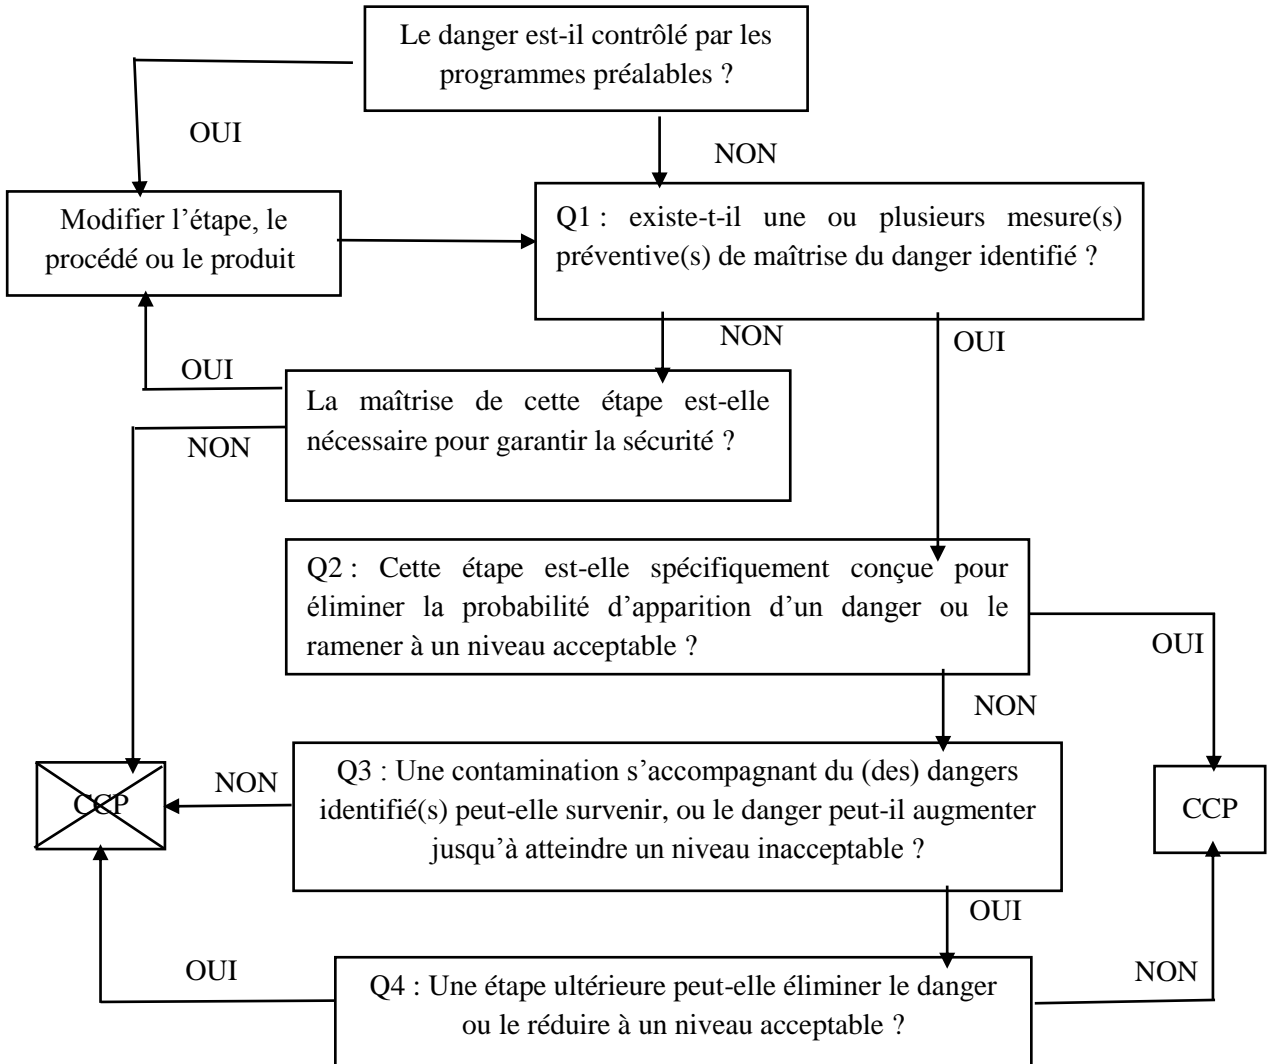 Le danger est-il contrôlé par les
programmes préalables ?
OUI
NON
Modifier l'étape, le
procédé ou le produit
Q1 : existe-t-il une ou plusieurs mesure(s)
préventive(s) de maîtrise du danger identifié ?
NON
OUI
OUI
La maîtrise de cette étape est-elle
nécessaire pour garantir la sécurité ?
NON
Q2 : Cette étape est-elle spécifiquement conçue pour
éliminer la probabilité d'apparition d'un danger ou le
ramener à un niveau acceptable ?
OUI
NON
Q3 : Une contamination s'accompagnant du (des) dangers
identifié(s) peut-elle survenir, ou le danger peut-il augmenter
jusqu'à atteindre un niveau inacceptable ?
NON
CCP
CCP
OUI
OUI
NON
Q4 : Une étape ultérieure peut-elle éliminer le danger
ou le réduire à un niveau acceptable ?